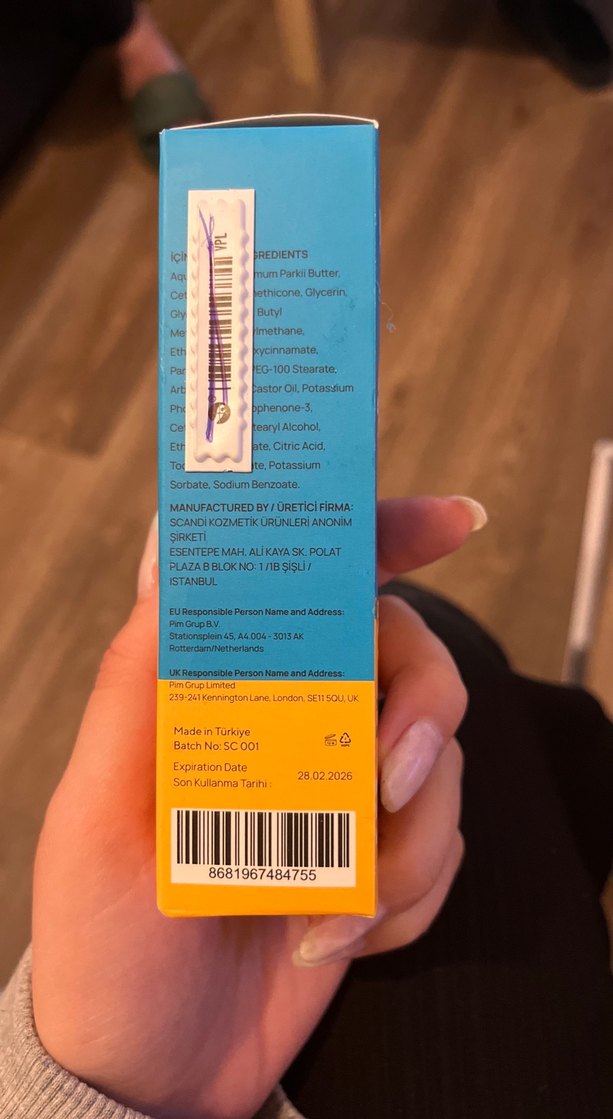 VPL
GREDIENTS
mum Parkii Butter,
Cet ethicone, Glycerin,
Gly Butyl
Me ylmethane,
Eth xycinnamate,
Par PEG-100 Stearate,
Arb Castor Oil, Potassium
Pho ophenone-3,
Ce tearyl Alcohol,
Eth ate, Citric Acid,
Toc te, Potassium
Sorbate, Sodium Benzoate.
MANUFACTURED BY / ÜRETİCİ FİRMA:
SCANDİ KOZMETİK ÜRÜNLERİ ANONİM
ŞİRKETİ
ESENTEPE MAH. ALİ KAYA SK. POLAT
PLAZA B BLOK NO: 1 /1B ŞİŞLİ /
ISTANBUL
EU Responsible Person Name and Address:
Pim Grup B.V.
Stationsplein 45, A4.004 - 3013 AK
Rotterdam/Netherlands
UK Responsible Person Name and Address:
Pim Grup Limited
239-241 Kennington Lane, London, SE11 5QU, UK
Made in Türkiye
Batch No: SC 001
Expiration Date
Son Kullanma Tarihi : 28.02.2026
8681967484755